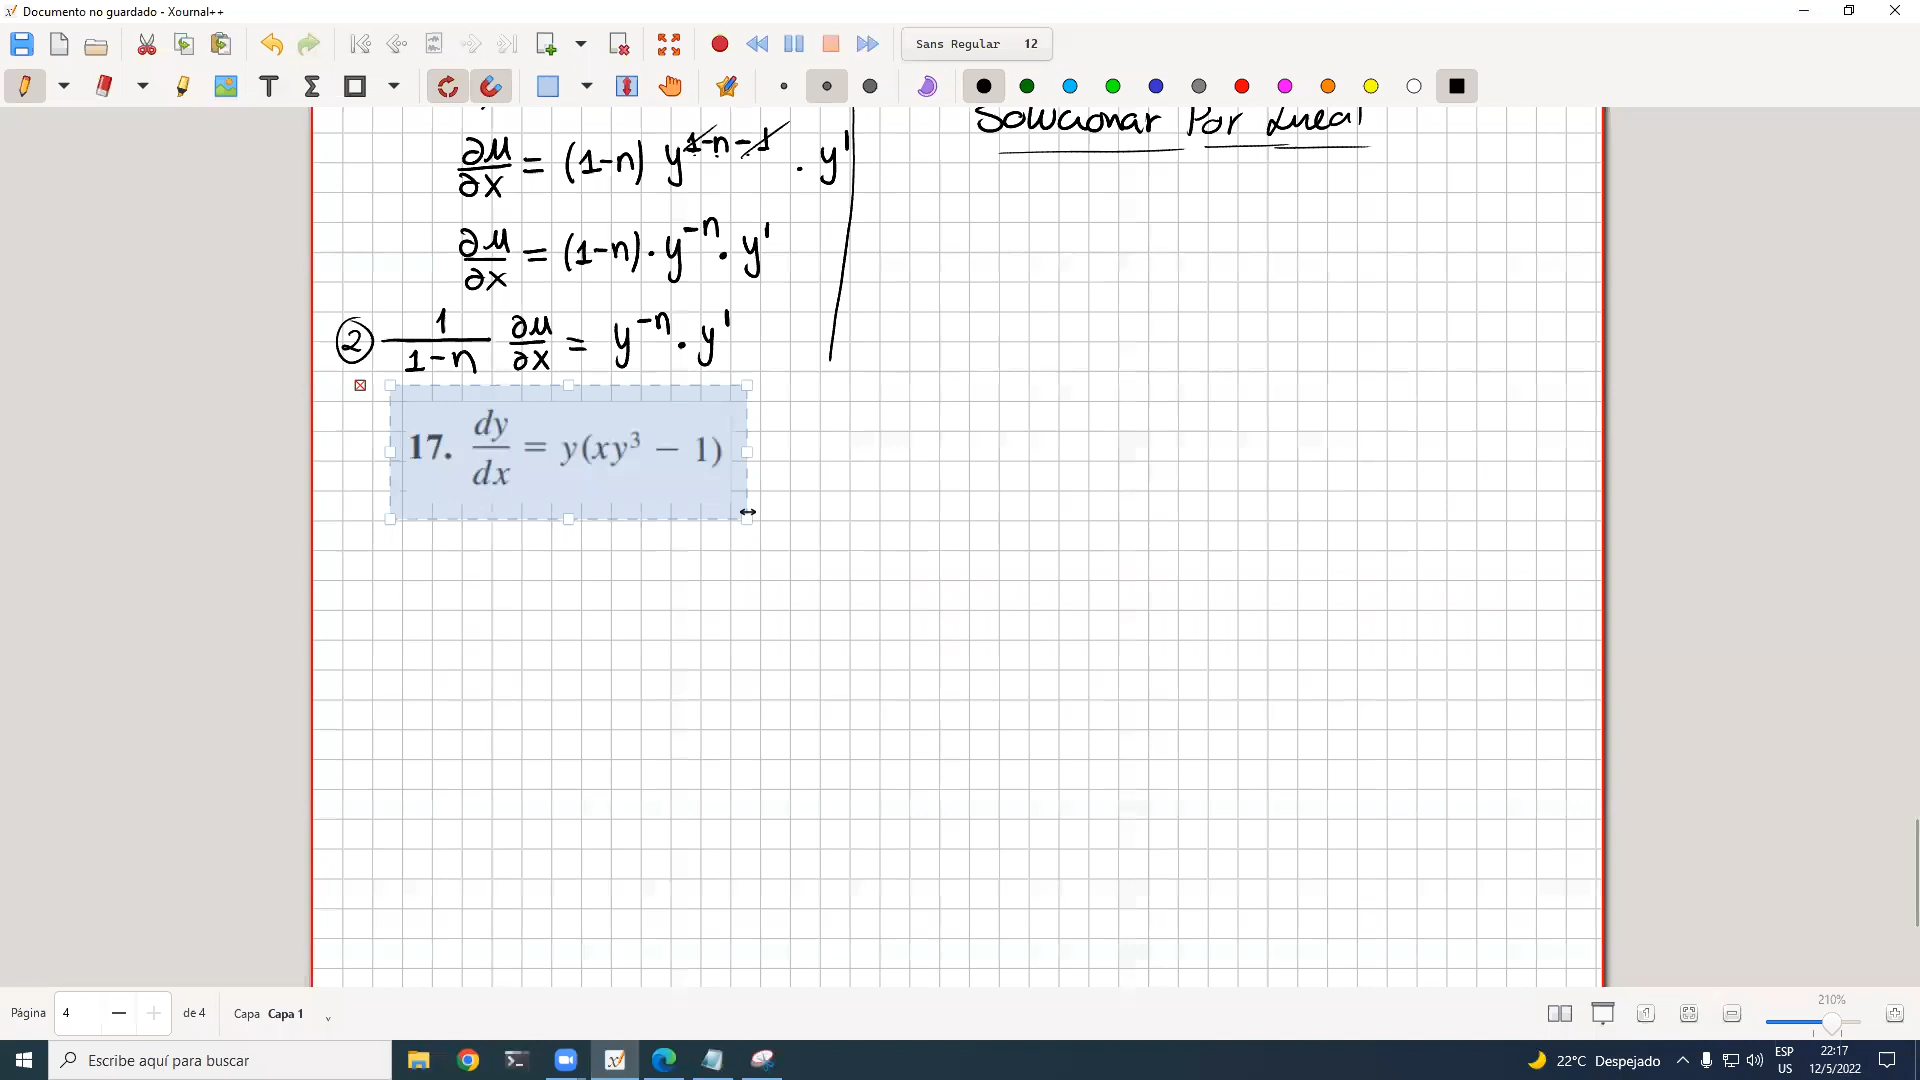 Documento no guardado - Xournal++
Sans Regular 12
Solucionar Por Lineal
∂μ/∂x = (1-n) y^{1-n-1} · y'
∂μ/∂x = (1-n) · y^{-n} · y'
② 1/(1-n) ∂μ/∂x = y^{-n} · y'
17. dy/dx = y(xy³ − 1)
Página 4 de 4 Capa Capa 1
210%
Escribe aquí para buscar
22°C Despejado
ESP
US
22:17
12/5/2022